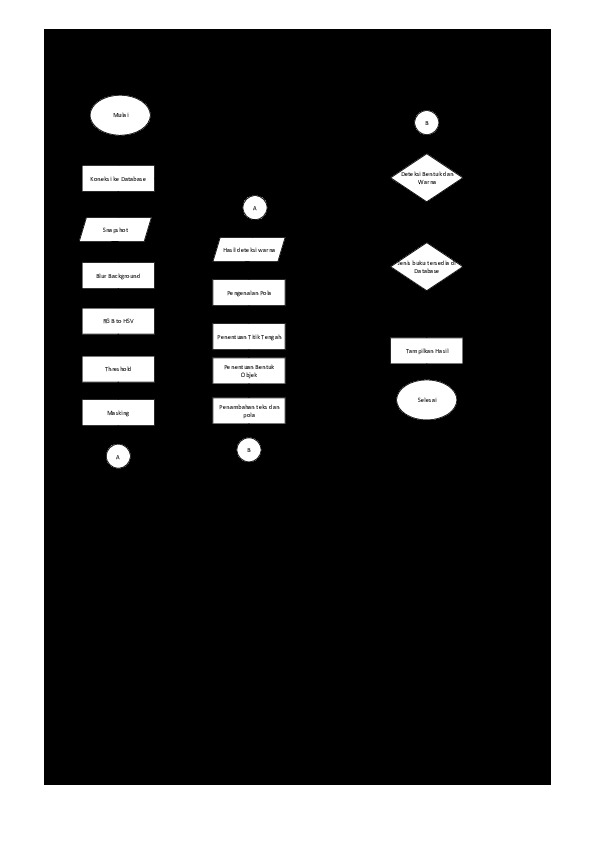 Mulai
Koneksi ke Database
Snapshot
Blur Background
RGB to HSV
Threshold
Masking
A
A
Hasil deteksi warna
Pengenalan Pola
Penentuan Titik Tengah
Penentuan Bentuk
Objek
Penambahan teks dan
pola
B
B
Deteksi Bentuk dan
Warna
Jenis buku tersedia di
Database
Tampilkan Hasil
Selesai